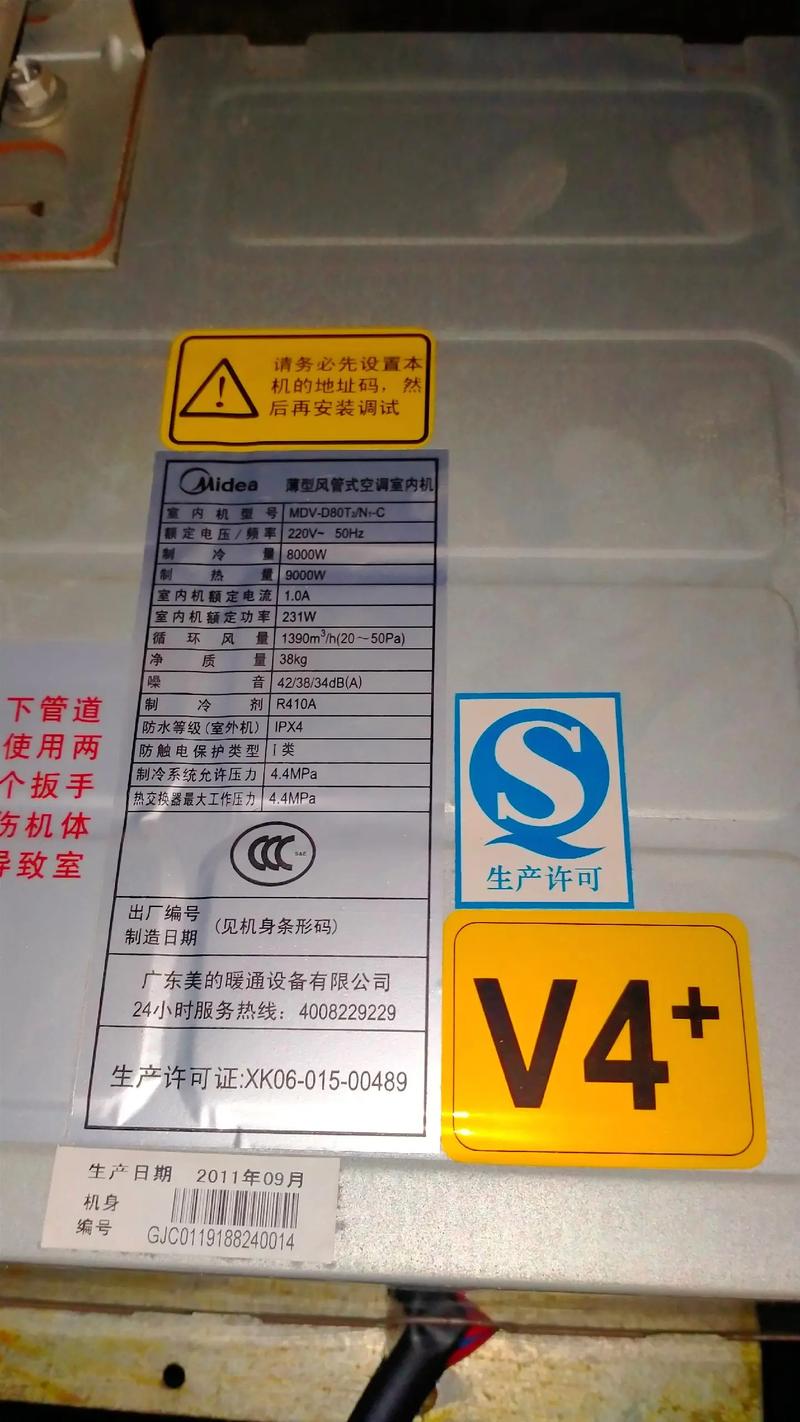 请务必先设置本
机的地址码，然
后再安装调试
Midea 薄型风管式空调室内机
室内机型号 MDV-D80T₂/N₁-C
额定电压/频率 220V~ 50Hz
制冷量 8000W
制热量 9000W
室内机额定电流 1.0A
室内机额定功率 231W
循环风量 1390m³/h(20～50Pa)
净质量 38kg
噪音 42/38/34dB(A)
制冷剂 R410A
防水等级(室外机) IPX4
防触电保护类型 I 类
制冷系统允许压力 4.4MPa
热交换器最大工作压力 4.4MPa
CCC S&E
出厂编号
制造日期 (见机身条形码)
广东美的暖通设备有限公司
24小时服务热线：4008229229
生产许可证:XK06-015-00489
下管道
使用两
个扳手
伤机体
导致室
S
生产许可
V4+
生产日期 2011年09月
机身
编号 GJC0119188240014